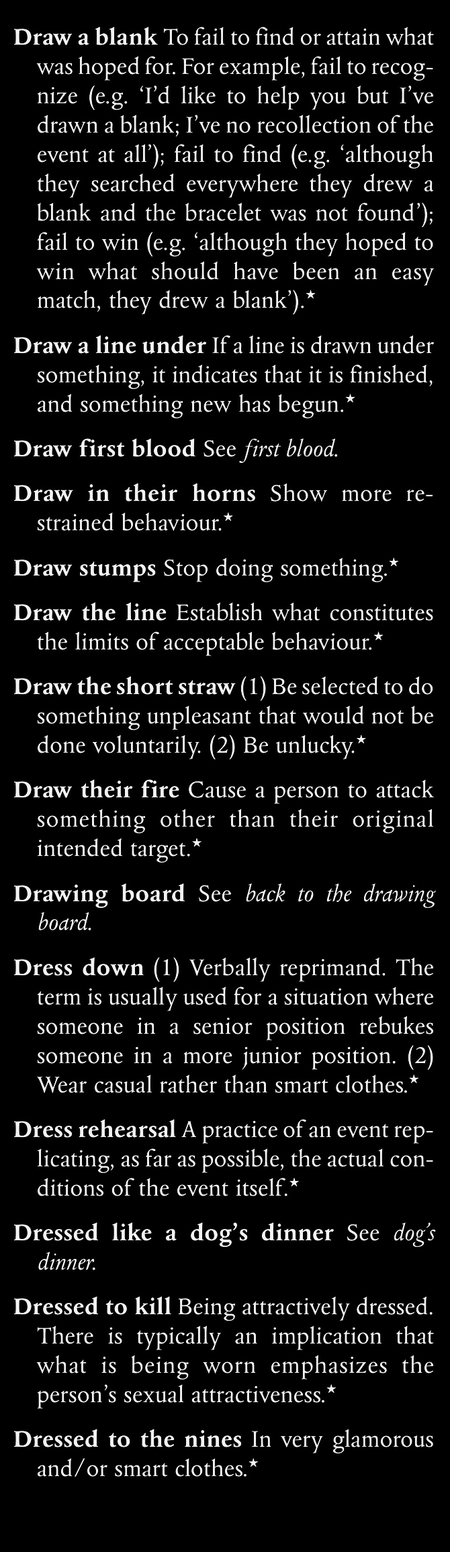 Draw a blank To fail to find or attain what
was hoped for. For example, fail to recog-
nize (e.g. ‘I’d like to help you but I’ve
drawn a blank; I’ve no recollection of the
event at all’); fail to find (e.g. ‘although
they searched everywhere they drew a
blank and the bracelet was not found’);
fail to win (e.g. ‘although they hoped to
win what should have been an easy
match, they drew a blank’).★
Draw a line under If a line is drawn under
something, it indicates that it is finished,
and something new has begun.★
Draw first blood See first blood.
Draw in their horns Show more re-
strained behaviour.★
Draw stumps Stop doing something.★
Draw the line Establish what constitutes
the limits of acceptable behaviour.★
Draw the short straw (1) Be selected to do
something unpleasant that would not be
done voluntarily. (2) Be unlucky.★
Draw their fire Cause a person to attack
something other than their original
intended target.★
Drawing board See back to the drawing
board.
Dress down (1) Verbally reprimand. The
term is usually used for a situation where
someone in a senior position rebukes
someone in a more junior position. (2)
Wear casual rather than smart clothes.★
Dress rehearsal A practice of an event rep-
licating, as far as possible, the actual con-
ditions of the event itself.★
Dressed like a dog’s dinner See dog’s
dinner.
Dressed to kill Being attractively dressed.
There is typically an implication that
what is being worn emphasizes the
person’s sexual attractiveness.★
Dressed to the nines In very glamorous
and/or smart clothes.★